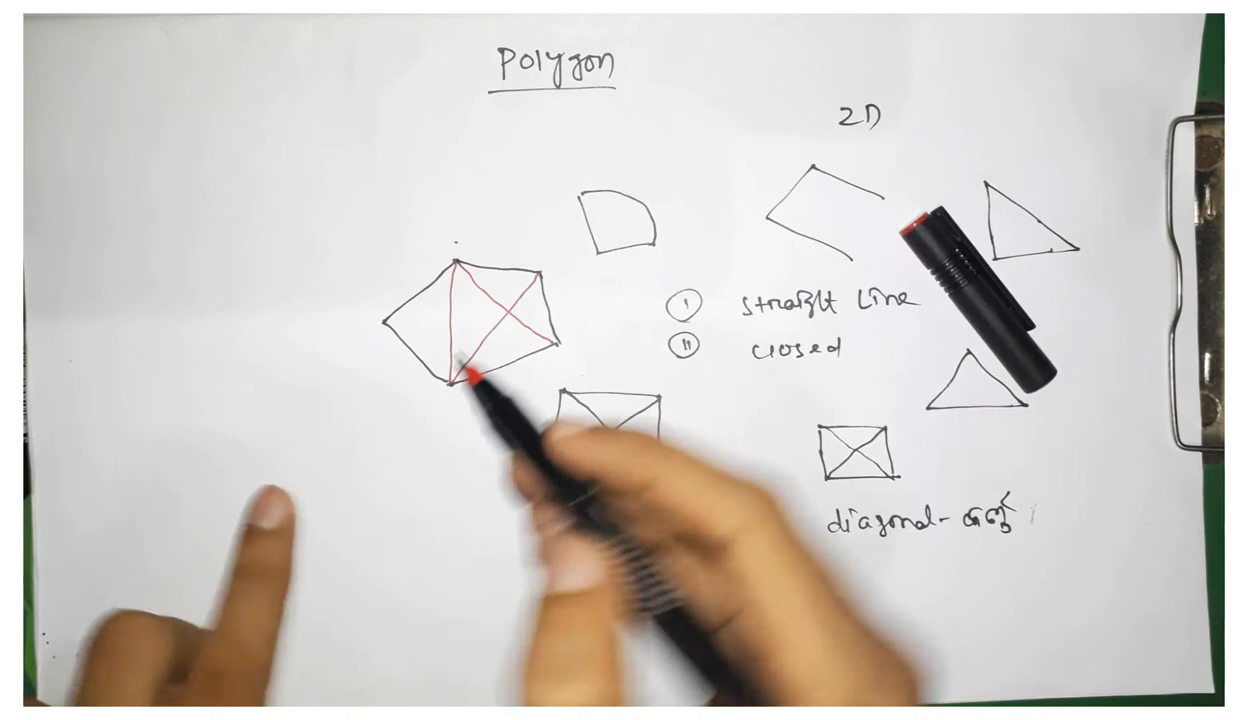 Polygon
2D
I straight Line
II closed
diagonal-